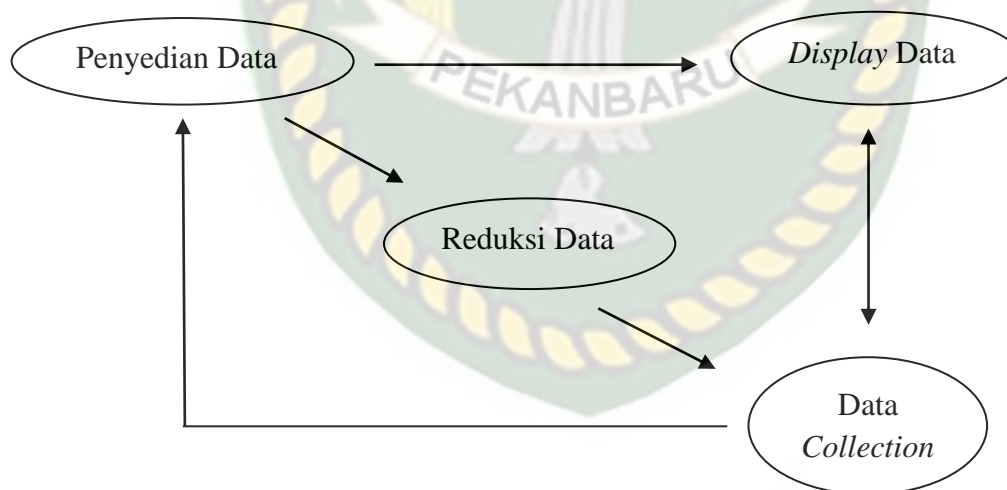 Penyedian Data
Display Data
PEKANBARU
Reduksi Data
Data
Collection